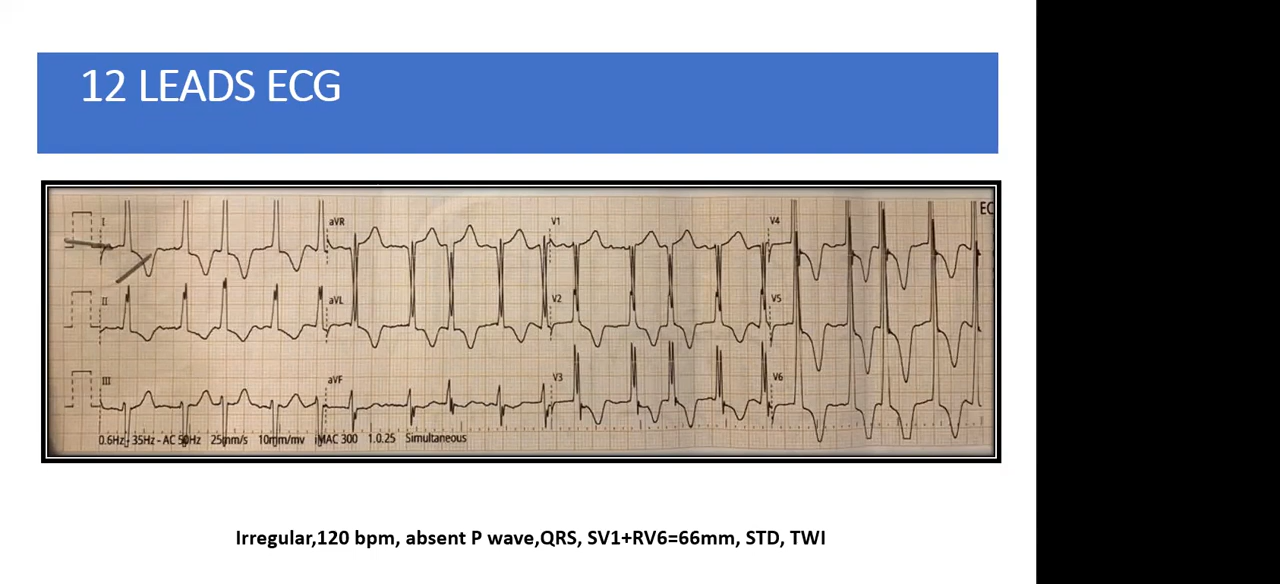 12 LEADS ECG
I
aVR
V1
V4
EC
II
aVL
V2
V5
III
aVF
V3
V6
0.6Hz - 35Hz - AC 50Hz 25mm/s 10mm/mv iMAC 300 1.0.25 Simultaneous
Irregular,120 bpm, absent P wave,QRS, SV1+RV6=66mm, STD, TWI